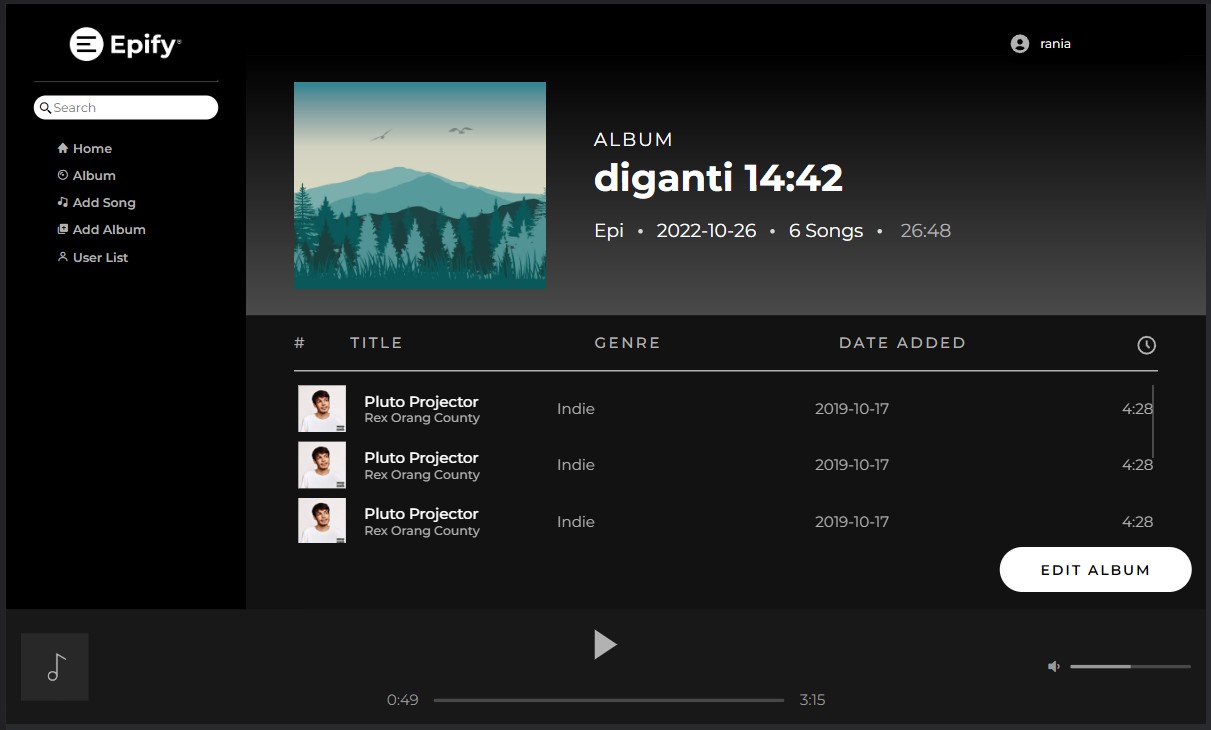 Epify®
rania
Search
Home
Album
Add Song
Add Album
User List
ALBUM
diganti 14:42
Epi • 2022-10-26 • 6 Songs • 26:48
# TITLE GENRE DATE ADDED
Pluto Projector
Rex Orang County
Indie 2019-10-17 4:28
Pluto Projector
Rex Orang County
Indie 2019-10-17 4:28
Pluto Projector
Rex Orang County
Indie 2019-10-17 4:28
EDIT ALBUM
0:49 3:15